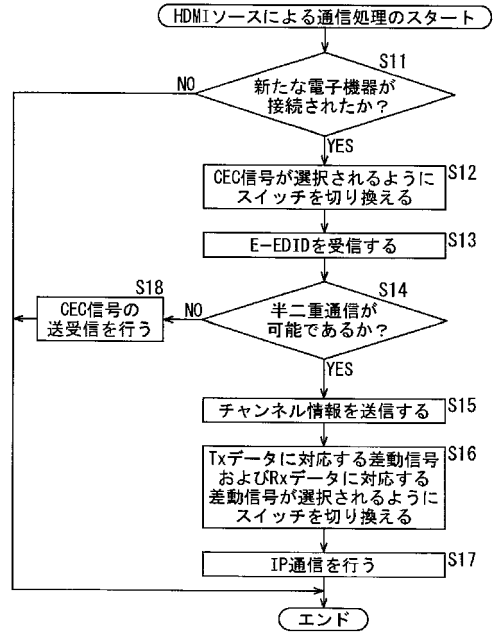 HDMIソースによる通信処理のスタート
S11
新たな電子機器が
接続されたか？
NO
YES
CEC信号が選択されるように
スイッチを切り換える
S12
E-EDIDを受信する
S13
S14
半二重通信が
可能であるか？
NO
YES
S18
CEC信号の
送受信を行う
チャンネル情報を送信する
S15
Txデータに対応する差動信号
およびRxデータに対応する
差動信号が選択されるように
スイッチを切り換える
S16
IP通信を行う
S17
エンド